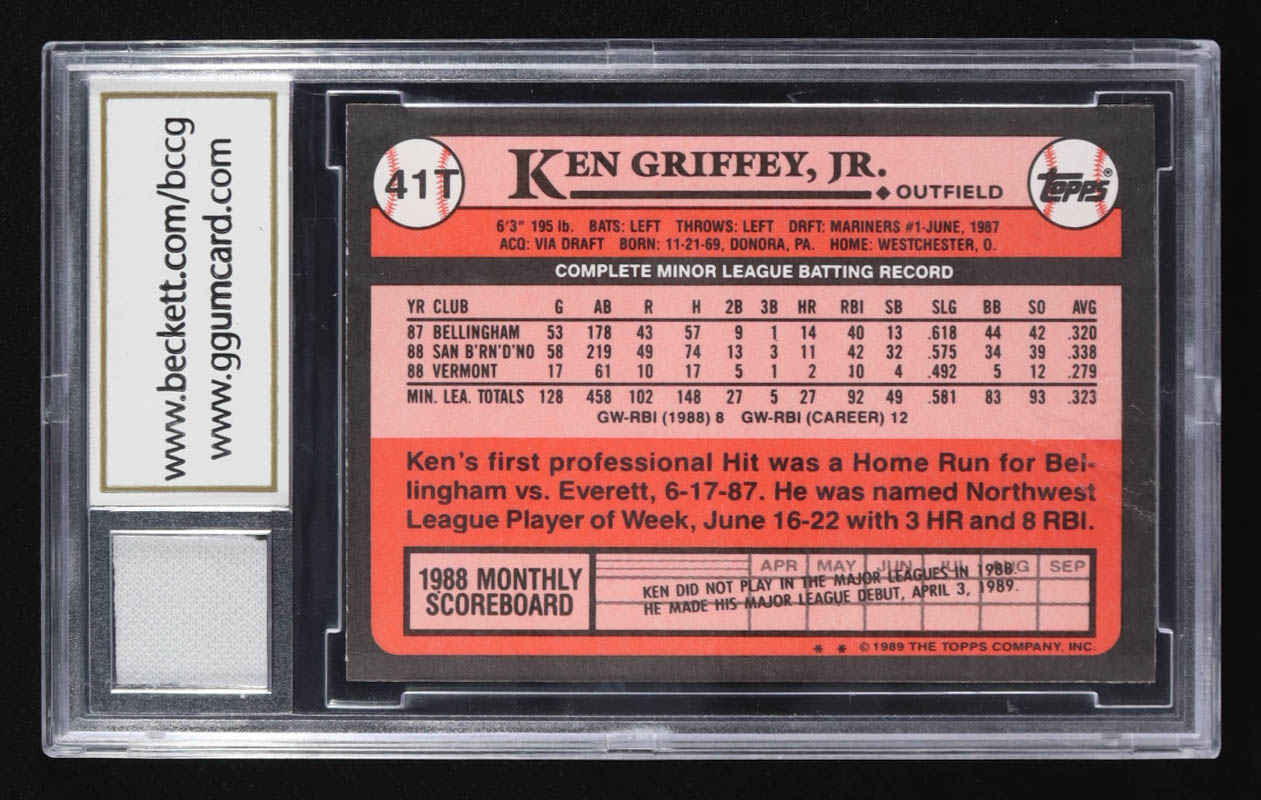 www.beckett.com/bccg
www.ggumcard.com
41T
KEN GRIFFEY, JR.
◆ OUTFIELD
topps®
6'3" 195 lb. BATS: LEFT THROWS: LEFT DRFT: MARINERS #1-JUNE, 1987
ACQ: VIA DRAFT BORN: 11-21-69, DONORA, PA. HOME: WESTCHESTER, O.
COMPLETE MINOR LEAGUE BATTING RECORD
YR CLUB G AB R H 2B 3B HR RBI SB SLG BB SO AVG
87 BELLINGHAM 53 178 43 57 9 1 14 40 13 .618 44 42 .320
88 SAN B'RN'D'NO 58 219 49 74 13 3 11 42 32 .575 34 39 .338
88 VERMONT 17 61 10 17 5 1 2 10 4 .492 5 12 .279
MIN. LEA. TOTALS 128 458 102 148 27 5 27 92 49 .581 83 93 .323
GW-RBI (1988) 8 GW-RBI (CAREER) 12
Ken's first professional Hit was a Home Run for Bel-
lingham vs. Everett, 6-17-87. He was named Northwest
League Player of Week, June 16-22 with 3 HR and 8 RBI.
1988 MONTHLY
SCOREBOARD
APR MAY JUN JUL AUG SEP
KEN DID NOT PLAY IN THE MAJOR LEAGUES IN 1988.
HE MADE HIS MAJOR LEAGUE DEBUT, APRIL 3, 1989.
* * © 1989 THE TOPPS COMPANY, INC.